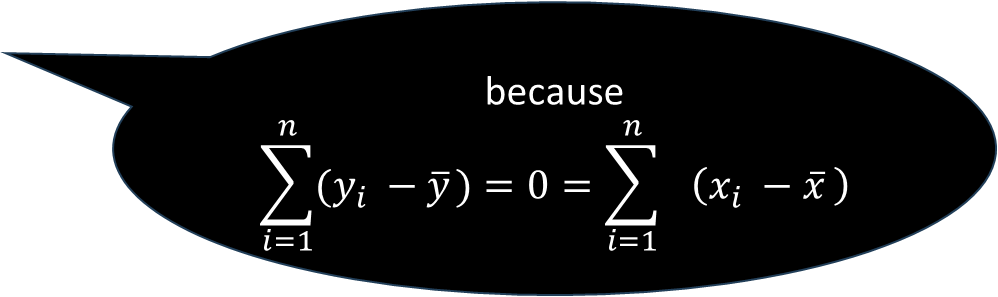 because
∑_{i=1}^{n}(y_i − ȳ) = 0 = ∑_{i=1}^{n} (x_i − x̄)